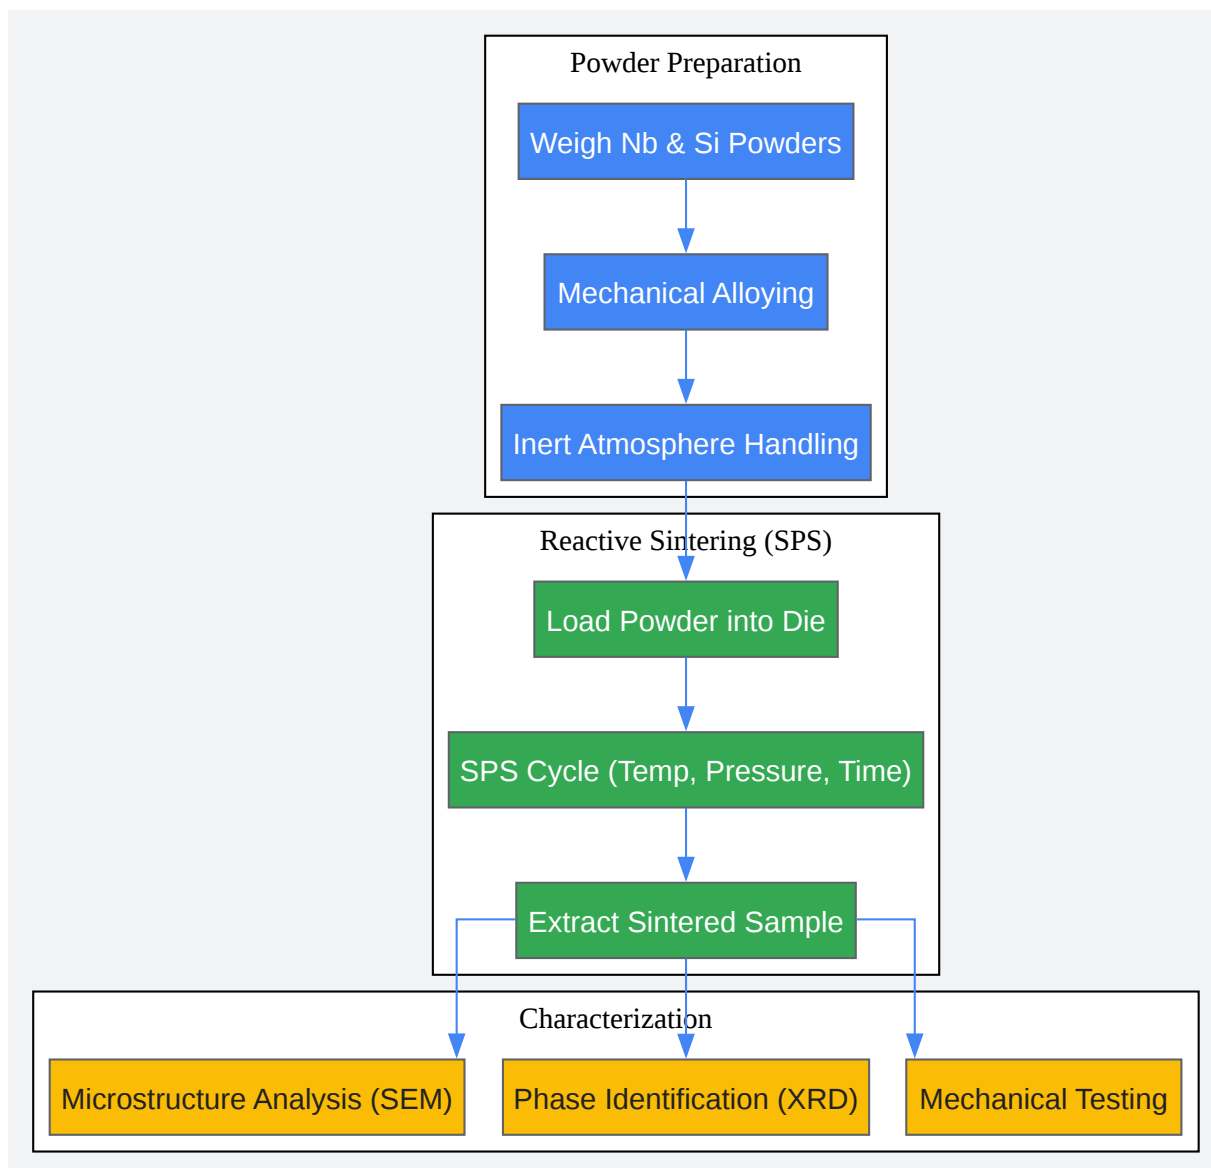 Powder Preparation
Weigh Nb & Si Powders
Mechanical Alloying
Inert Atmosphere Handling
Reactive Sintering (SPS)
Load Powder into Die
SPS Cycle (Temp, Pressure, Time)
Extract Sintered Sample
Characterization
Microstructure Analysis (SEM)
Phase Identification (XRD)
Mechanical Testing